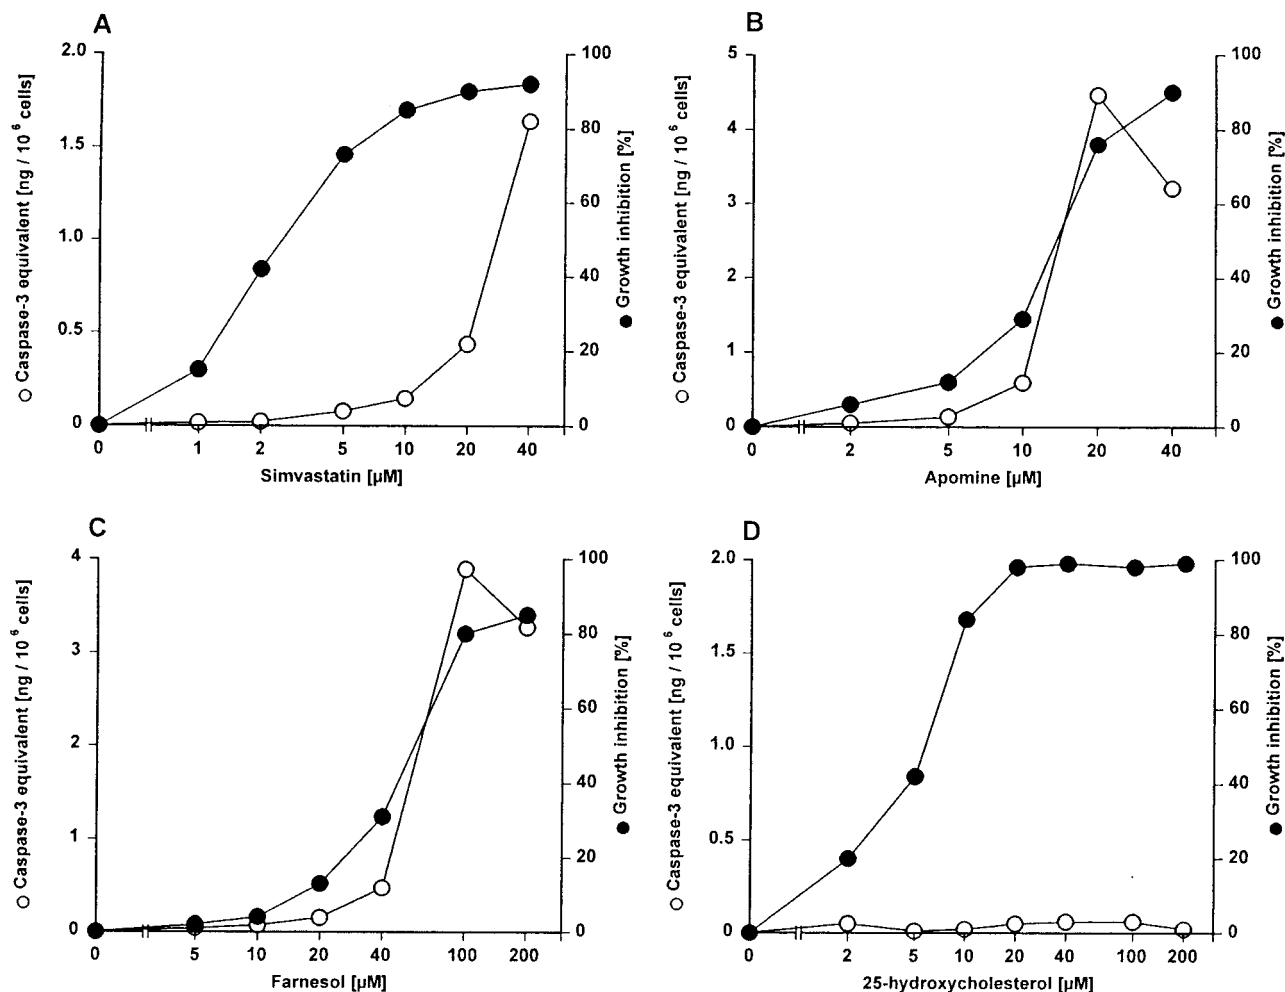 A
○ Caspase-3 equivalent [ng / 10⁶ cells]
2.0
1.5
1.0
0.5
0
100
80
60
40
20
0
● Growth inhibition [%]
0 1 2 5 10 20 40
Simvastatin [µM]
B
○ Caspase-3 equivalent [ng / 10⁶ cells]
5
4
3
2
1
0
100
80
60
40
20
0
● Growth inhibition [%]
0 2 5 10 20 40
Apomine [µM]
C
○ Caspase-3 equivalent [ng / 10⁶ cells]
4
3
2
1
0
100
80
60
40
20
0
● Growth inhibition [%]
0 5 10 20 40 100 200
Farnesol [µM]
D
○ Caspase-3 equivalent [ng / 10⁶ cells]
2.0
1.5
1.0
0.5
0
100
80
60
40
20
0
● Growth inhibition [%]
0 2 5 10 20 40 100 200
25-hydroxycholesterol [µM]